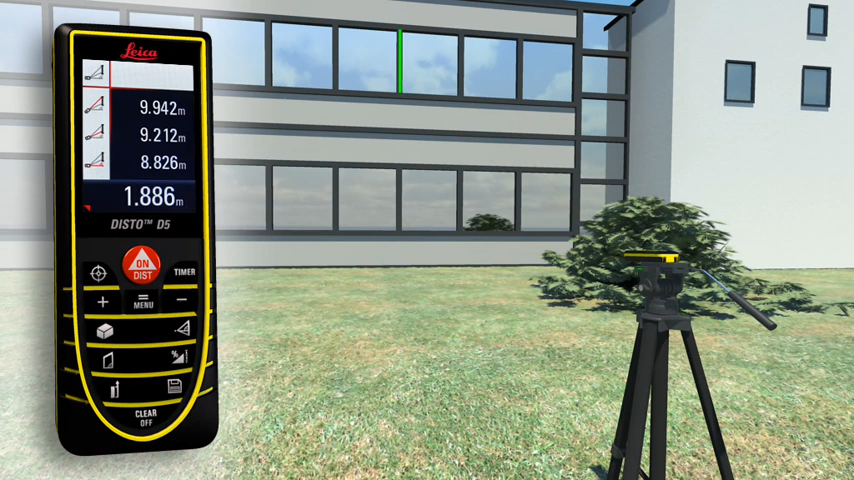 Leica
9.942m
9.212m
8.826m
1.886m
DISTO™ D5
ON
DIST
TIMER
+ = −
MENU
%
CLEAR
OFF